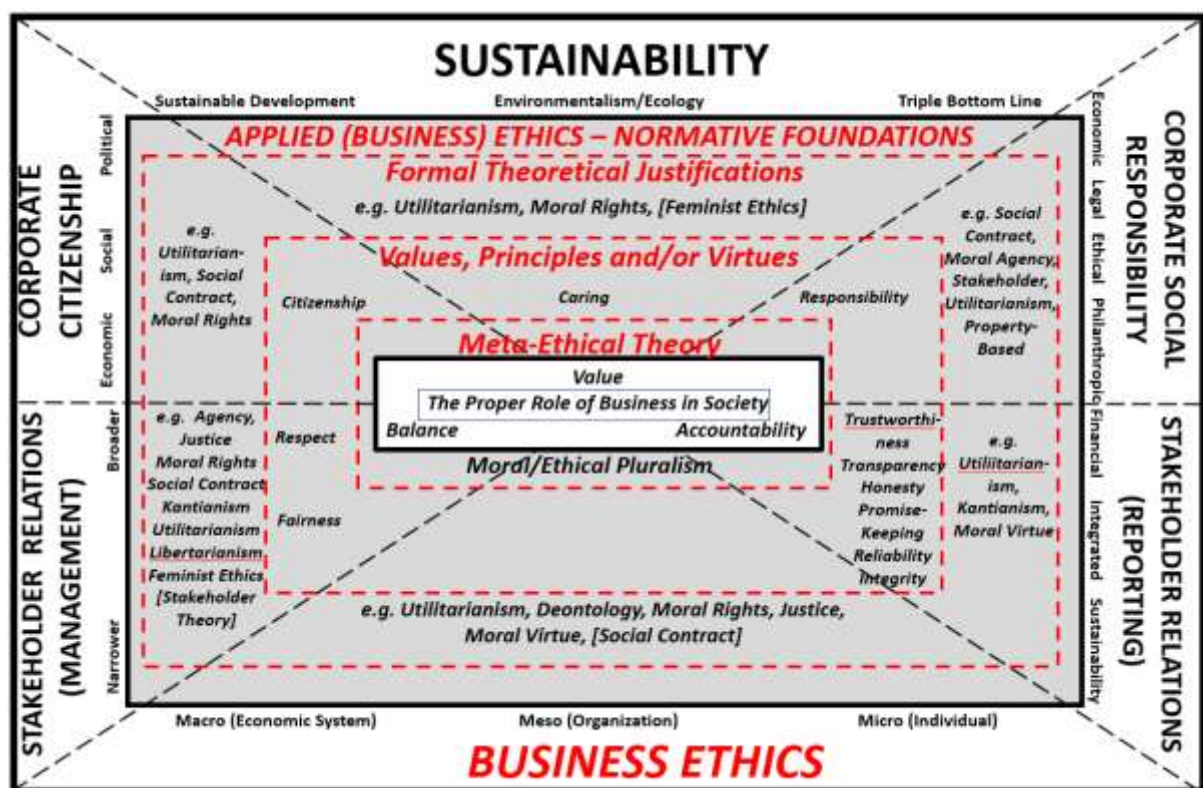 SUSTAINABILITY
Sustainable Development
Environmentalism/Ecology
Triple Bottom Line
CORPORATE
CITIZENSHIP
Political
Social
Economic
STAKEHOLDER RELATIONS
(MANAGEMENT)
Broader
Narrower
APPLIED (BUSINESS) ETHICS – NORMATIVE FOUNDATIONS
Formal Theoretical Justifications
e.g. Utilitarianism, Moral Rights, [Feminist Ethics]
e.g.
Utilitarian-
ism, Social
Contract,
Moral Rights
Values, Principles and/or Virtues
Citizenship
Caring
Responsibility
e.g. Social
Contract,
Moral Agency,
Stakeholder,
Utilitarianism,
Property-
Based
Meta-Ethical Theory
Value
The Proper Role of Business in Society
Balance
Accountability
Moral/Ethical Pluralism
e.g. Agency,
Justice
Moral Rights
Social Contract
Kantianism
Utilitarianism
Libertarianism
Feminist Ethics
[Stakeholder
Theory]
Respect
Fairness
Trustworthi-
ness
Transparency
Honesty
Promise-
Keeping
Reliability
Integrity
e.g.
Utiliitarian-
ism,
Kantianism,
Moral Virtue
e.g. Utilitarianism, Deontology, Moral Rights, Justice,
Moral Virtue, [Social Contract]
Economic Legal Ethical Philanthropic
CORPORATE SOCIAL
RESPONSIBILITY
Financial Integrated Sustainability
STAKEHOLDER RELATIONS
(REPORTING)
Macro (Economic System)
Meso (Organization)
Micro (Individual)
BUSINESS ETHICS